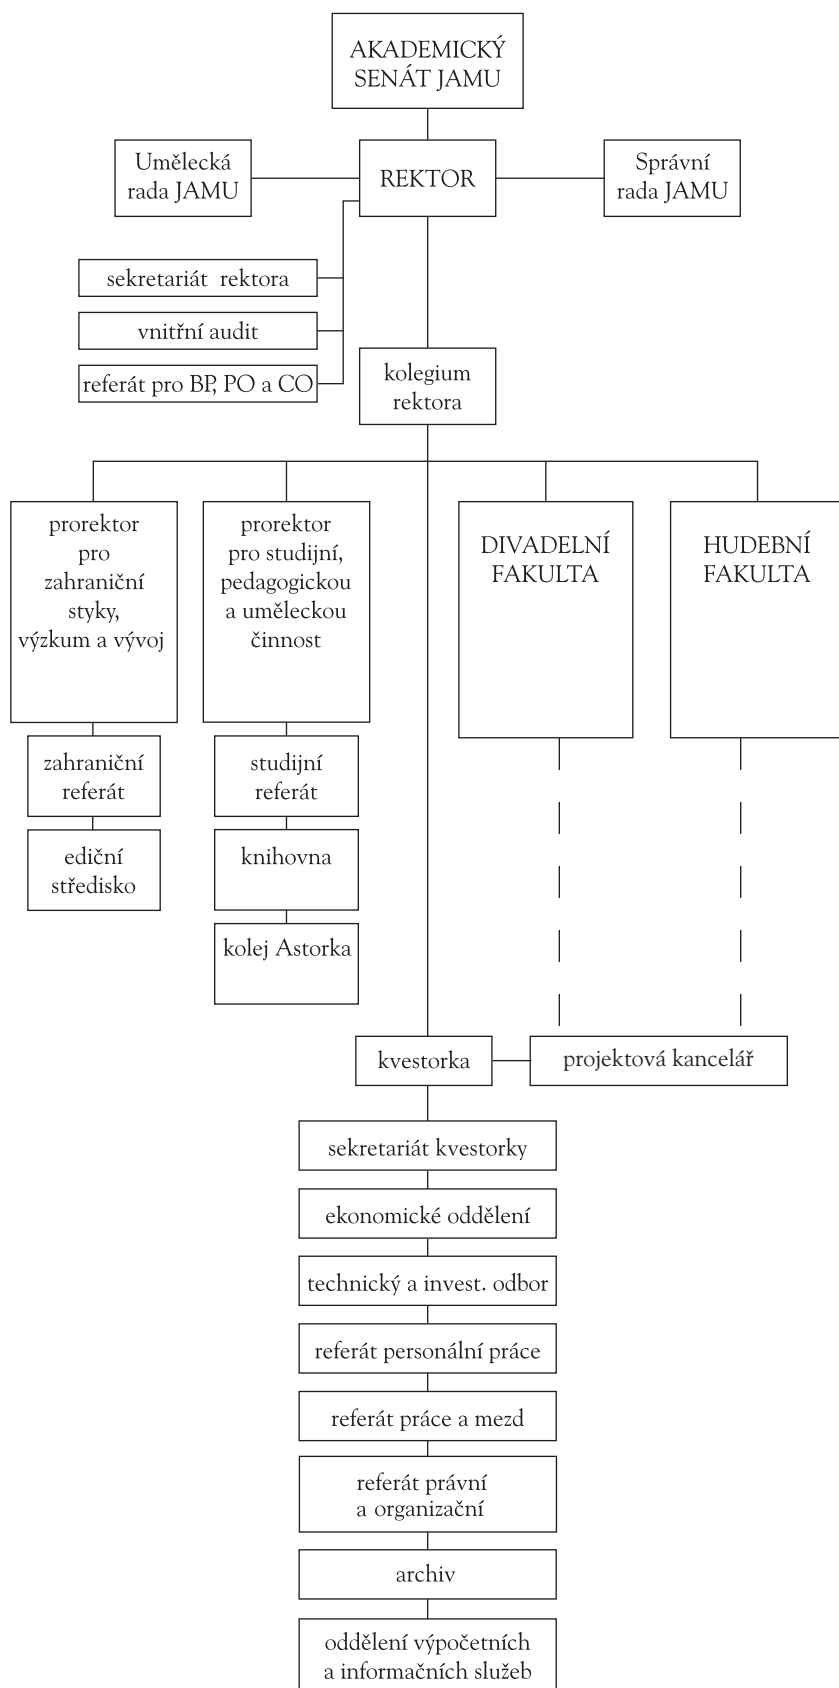 AKADEMICKÝ
SENÁT JAMU
Umělecká
rada JAMU
REKTOR
Správní
rada JAMU
sekretariát rektora
vnitřní audit
referát pro BP, PO a CO
kolegium
rektora
prorektor
pro
zahraniční
styky,
výzkum a vývoj
prorektor
pro studijní,
pedagogickou
a uměleckou
činnost
DIVADELNÍ
FAKULTA
HUDEBNÍ
FAKULTA
zahraniční
referát
studijní
referát
ediční
středisko
knihovna
kolej Astorka
kvestorka
projektová kancelář
sekretariát kvestorky
ekonomické oddělení
technický a invest. odbor
referát personální práce
referát práce a mezd
referát právní
a organizační
archiv
oddělení výpočetních
a informačních služeb